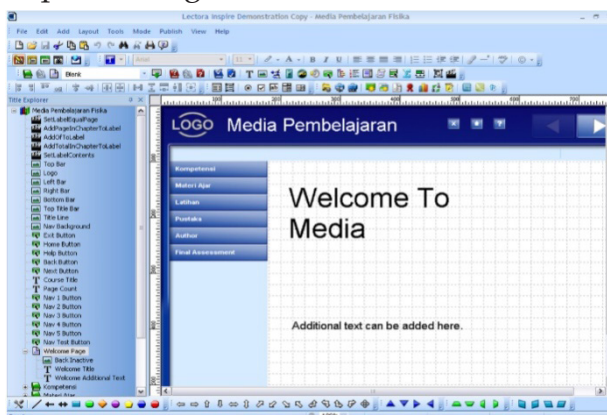 Lectora Inspire Demonstration Copy - Media Pembelajaran Fisika
File Edit Add Layout Tools Mode Publish View Help
Blank
Title Explorer
Media Pembelajaran Fisika
SetLabelEqualPage
AddPageInChapterToLabel
AddOfToLabel
AddTotalInChapterToLabel
SetLabelContents
Top Bar
Logo
Left Bar
Right Bar
Bottom Bar
Top Title Bar
Title Line
Nav Background
Exit Button
Home Button
Help Button
Back Button
Next Button
Course Title
Page Count
Nav 1 Button
Nav 2 Button
Nav 3 Button
Nav 4 Button
Nav 5 Button
Nav Test Button
Welcome Page
Back Inactive
Welcome Title
Welcome Additional Text
Kompetensi
Materi Ajar
LOGO Media Pembelajaran
Kompetensi
Materi Ajar
Latihan
Pustaka
Author
Final Assessment
Welcome To
Media
Additional text can be added here.